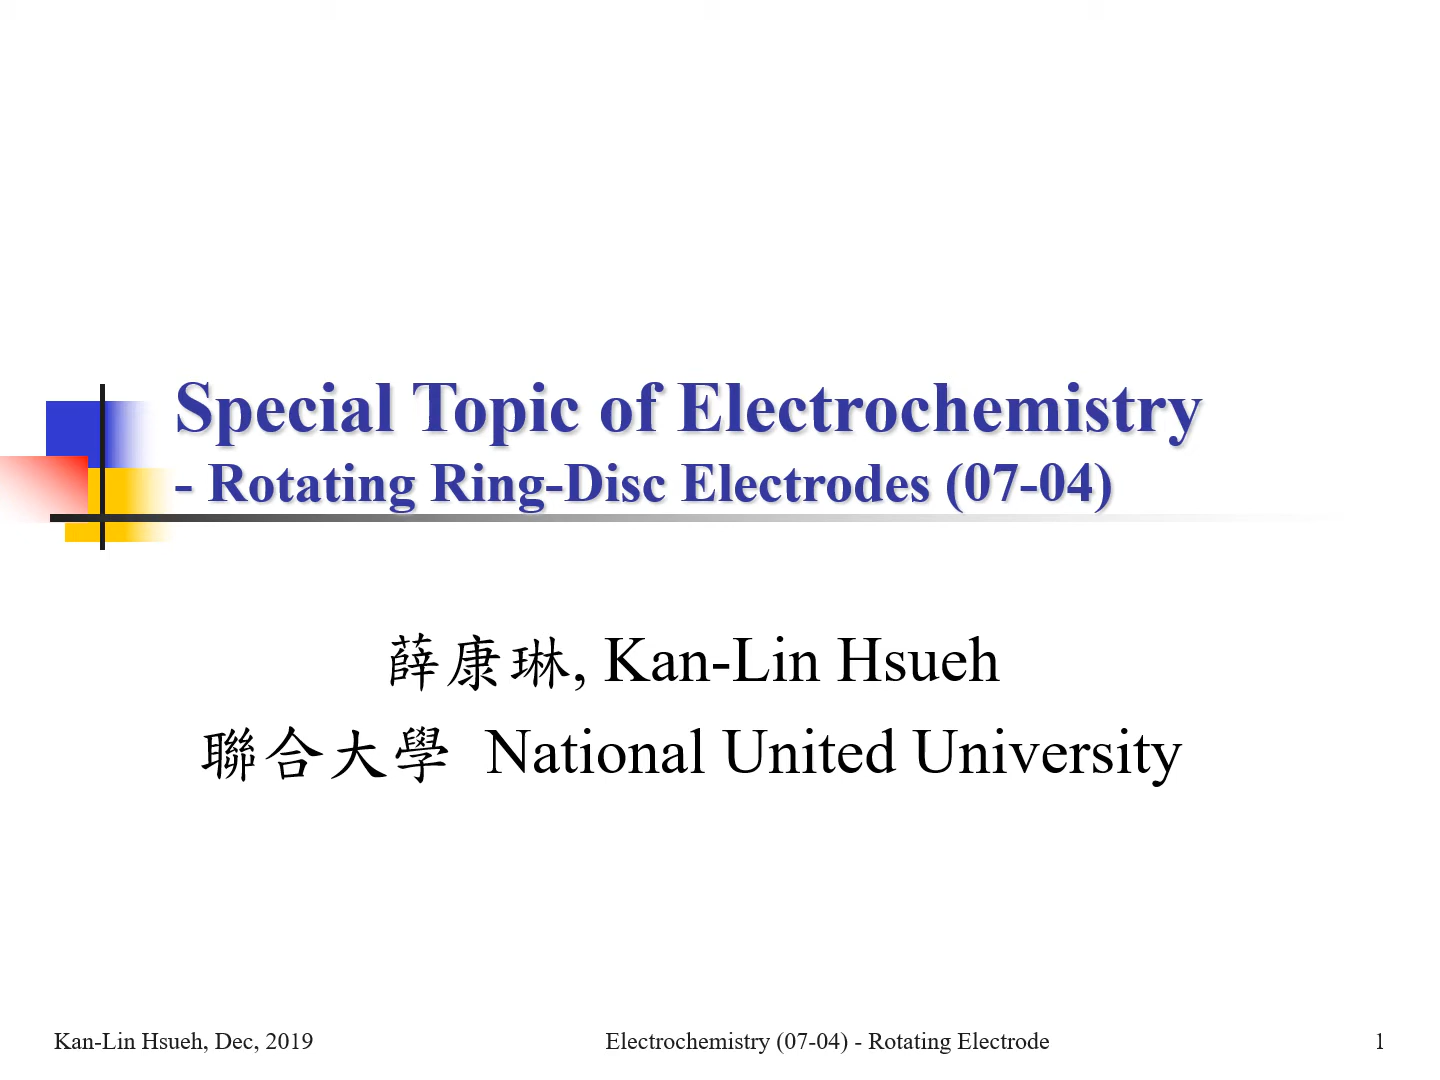 Special Topic of Electrochemistry
- Rotating Ring-Disc Electrodes (07-04)
薛康琳, Kan-Lin Hsueh
聯合大學 National United University
Kan-Lin Hsueh, Dec, 2019
Electrochemistry (07-04) - Rotating Electrode
1